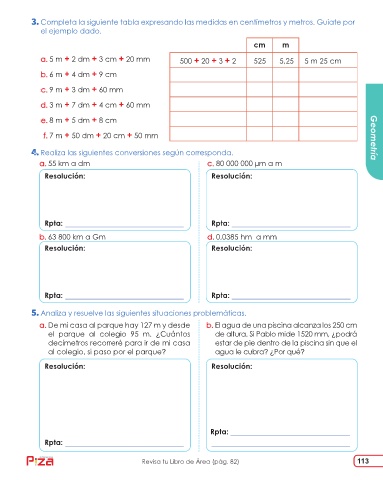 3. Completa la siguiente tabla expresando las medidas en centímetros y metros. Guíate por
el ejemplo dado.
cm m
a. 5 m + 2 dm + 3 cm + 20 mm 500 + 20 + 3 + 2 525 5,25 5 m 25 cm
b. 6 m + 4 dm + 9 cm
c. 9 m + 3 dm + 60 mm
d. 3 m + 7 dm + 4 cm + 60 mm
e. 8 m + 5 dm + 8 cm
f. 7 m + 50 dm + 20 cm + 50 mm
Geometría
4. Realiza las siguientes conversiones según corresponda.
a. 55 km a dm
Resolución:
Rpta:
c. 80 000 000 µm a m
Resolución:
Rpta:
b. 63 800 km a Gm
Resolución:
Rpta:
d. 0,0385 hm a mm
Resolución:
Rpta:
5. Analiza y resuelve las siguientes situaciones problemáticas.
a. De mi casa al parque hay 127 m y desde
el parque al colegio 95 m. ¿Cuántos
decímetros recorreré para ir de mi casa
al colegio, si paso por el parque?
Resolución:
Rpta:
b. El agua de una piscina alcanza los 250 cm
de altura. Si Pablo mide 1520 mm, ¿podrá
estar de pie dentro de la piscina sin que el
agua le cubra? ¿Por qué?
Resolución:
Rpta:
Pizza
Revisa tu Libro de Área (pág. 82)
113